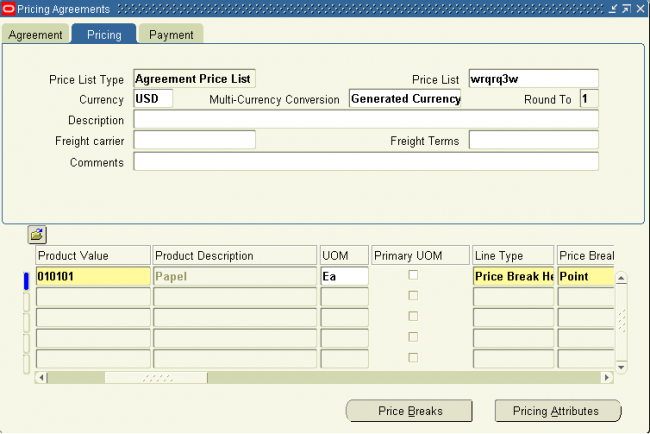 Pricing Agreements
Agreement Pricing Payment
Price List Type Agreement Price List Price List wrqrq3w
Currency USD Multi-Currency Conversion Generated Currency Round To 1
Description
Freight carrier Freight Terms
Comments
Product Value Product Description UOM Primary UOM Line Type Price Breal
010101 Papel Ea Price Break He Point
Price Breaks Pricing Attributes